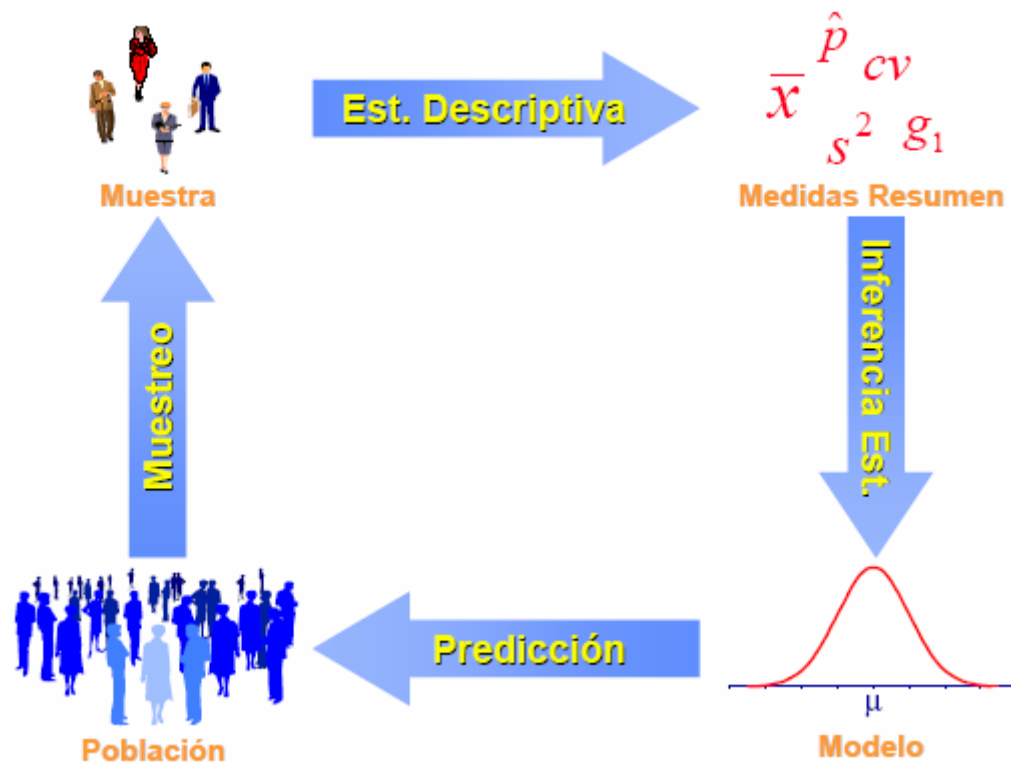 p̂
x̄ cv
s² g₁
Est. Descriptiva
Muestra
Medidas Resumen
Muestreo
Inferencia Est.
Predicción
μ
Población
Modelo